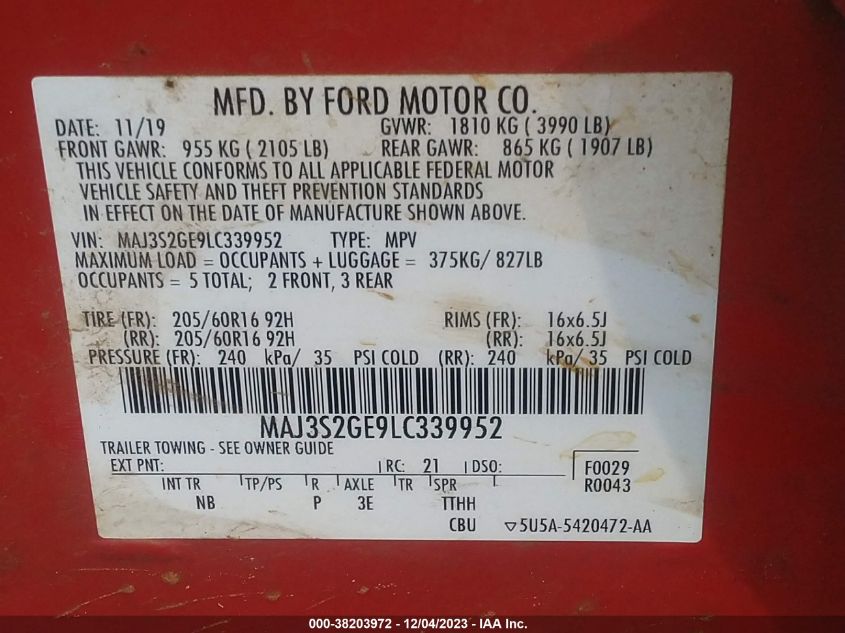 MFD. BY FORD MOTOR CO.
DATE: 11/19 GVWR: 1810 KG ( 3990 LB)
FRONT GAWR: 955 KG ( 2105 LB) REAR GAWR: 865 KG ( 1907 LB)
THIS VEHICLE CONFORMS TO ALL APPLICABLE FEDERAL MOTOR
VEHICLE SAFETY AND THEFT PREVENTION STANDARDS
IN EFFECT ON THE DATE OF MANUFACTURE SHOWN ABOVE.
VIN: MAJ3S2GE9LC339952 TYPE: MPV
MAXIMUM LOAD = OCCUPANTS + LUGGAGE = 375KG/ 827LB
OCCUPANTS = 5 TOTAL; 2 FRONT, 3 REAR
TIRE (FR): 205/60R16 92H RIMS (FR): 16x6.5J
(RR): 205/60R16 92H (RR): 16x6.5J
PRESSURE (FR): 240 kPa/ 35 PSI COLD (RR): 240 kPa/ 35 PSI COLD
MAJ3S2GE9LC339952
TRAILER TOWING - SEE OWNER GUIDE
EXT PNT: RC: 21 DSO: F0029
INT TR TP/PS R AXLE TR SPR R0043
NB P 3E TTHH
CBU ▽5U5A-5420472-AA
000-38203972 - 12/04/2023 - IAA Inc.